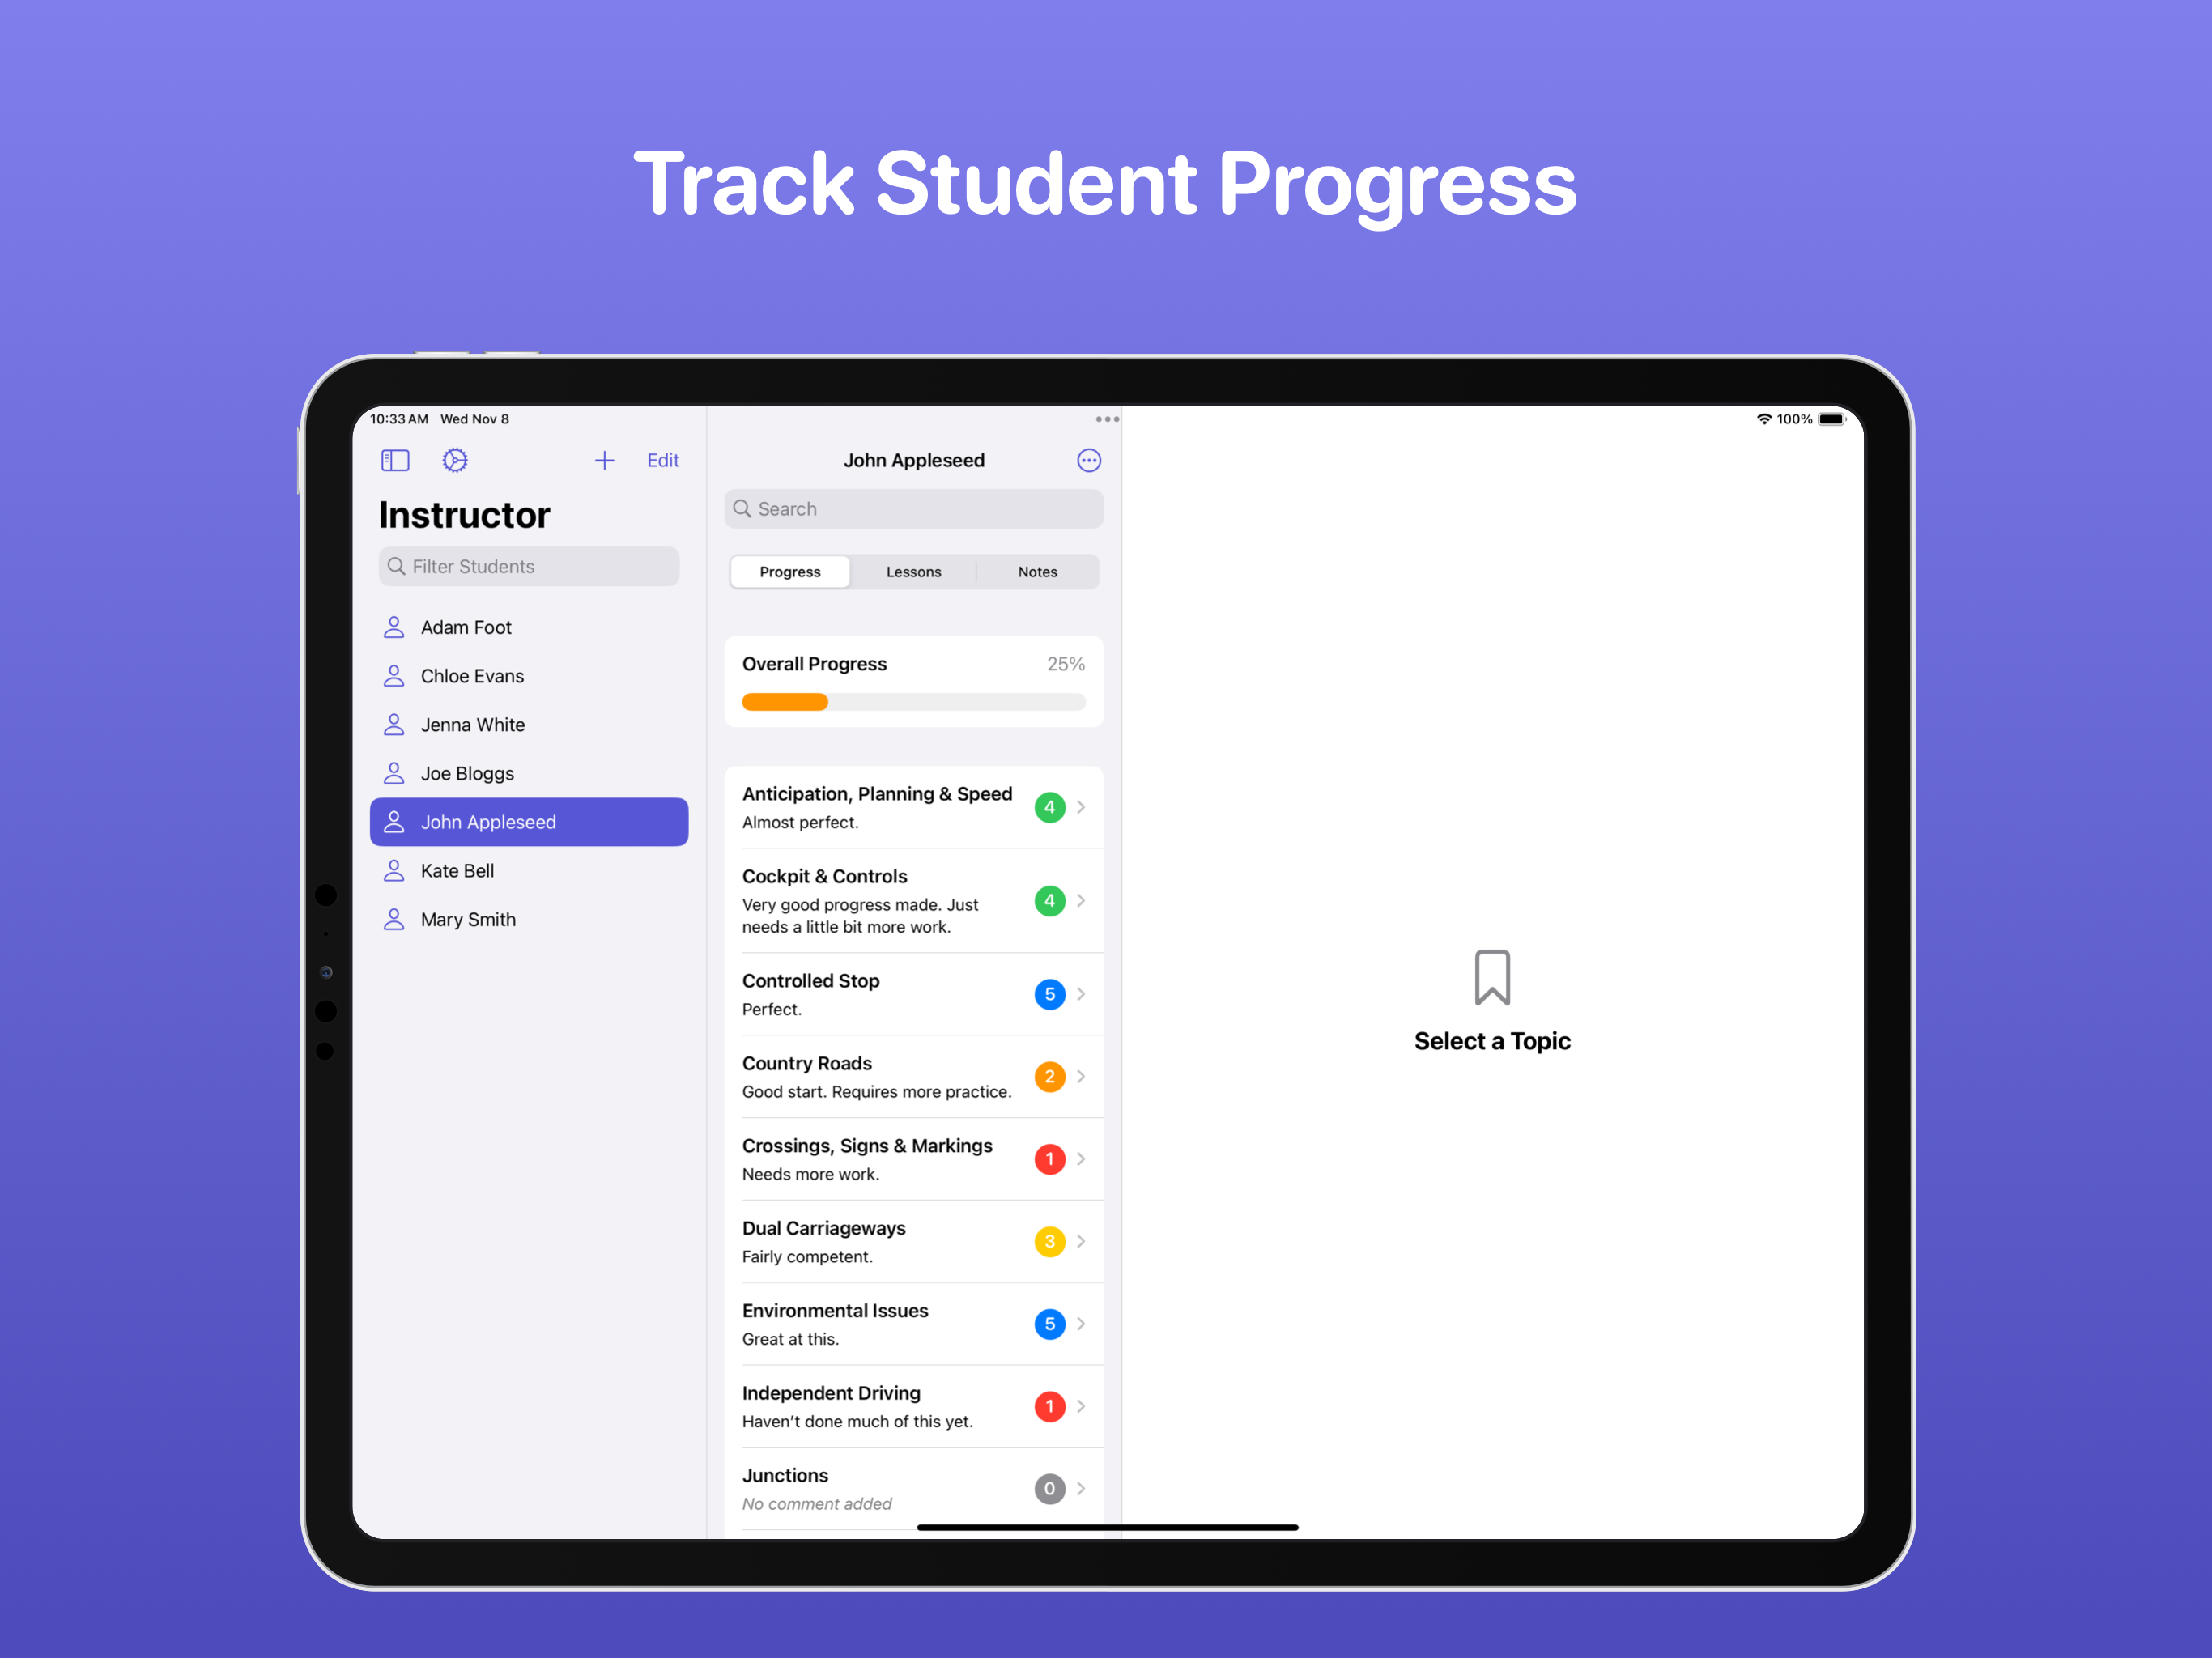 Track Student Progress
10:33 AM Wed Nov 8
100%
Edit
Instructor
Filter Students
Adam Foot
Chloe Evans
Jenna White
Joe Bloggs
John Appleseed
Kate Bell
Mary Smith
John Appleseed
Search
Progress Lessons Notes
Overall Progress 25%
Anticipation, Planning & Speed
Almost perfect.
4
Cockpit & Controls
Very good progress made. Just
needs a little bit more work.
4
Controlled Stop
Perfect.
5
Country Roads
Good start. Requires more practice.
2
Crossings, Signs & Markings
Needs more work.
1
Dual Carriageways
Fairly competent.
3
Environmental Issues
Great at this.
5
Independent Driving
Haven’t done much of this yet.
1
Junctions
No comment added
0
Select a Topic